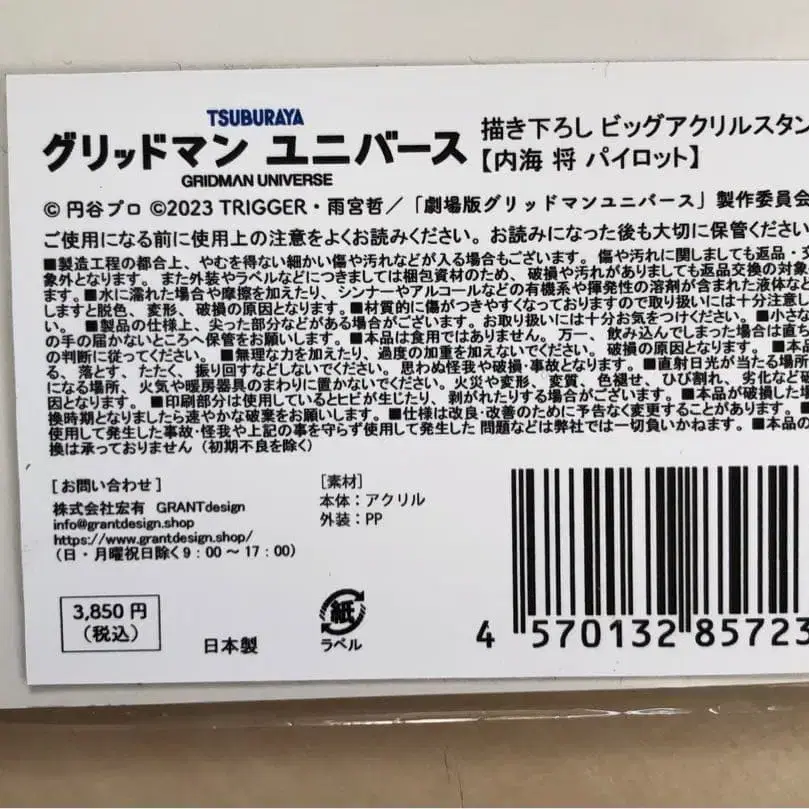 TSUBURAYA
グリッドマン ユニバース
GRIDMAN UNIVERSE
描き下ろし ビッグアクリルスタン
【内海 将 パイロット】
© 円谷プロ ©2023 TRIGGER・雨宮哲／「劇場版グリッドマンユニバース」製作委員会
ご使用になる前に使用上の注意をよくお読みください。お読みになった後も大切に保管くださ
■製造工程の都合上、やむを得ない細かい傷や汚れなどが入る場合もございます。傷や汚れに関しましても返品・交
象外となります。また外装やラベルなどにつきましては梱包資材のため、破損や汚れがありましても返品交換の対象
ます。■水に濡れた場合や摩擦を加えたり、シンナーやアルコールなどの有機系や揮発性の溶剤が含まれた液体など
しますと脱色、変形、破損の原因となります。■材質的に傷がつきやすくなっておりますので取り扱いには十分注意し
い。■製品の仕様上、尖った部分などがある場合がございます。お取り扱いには十分お気をつけください。■小さな
の手の届かないところへ保管をお願いします。■本品は食用ではありません。万一、飲み込んでしまった場合は直
の判断に従ってください。■無理な力を加えたり、過度の加重を加えないでください。破損の原因となります。■本
る、落とす、たたく、振り回すなどしないでください。思わぬ怪我や破損・事故となります。■直射日光が当たる場所
になる場所、火気や暖房器具のまわりに置かないでください。火災や変形、変質、色褪せ、ひび割れ、劣化など
因となります。■印刷部分は使用しているとヒビが生じたり、剥がれたりする場合がございます。■本品が破損した場
換時期となりましたら速やかな破棄をお願いします。■仕様は改良・改善のために予告なく変更することがあります。
使用して発生した事故・怪我や上記の事を守らず使用して発生した 問題などは弊社では一切負いかねます。■本品の
換は承っておりません（初期不良を除く）
［お問い合わせ］
株式会社宏有 GRANTdesign
info@grantdesign.shop
https://www.grantdesign.shop/
（日・月曜祝日除く9：00～17：00）
［素材］
本体：アクリル
外装：PP
3,850 円
（税込）
日本製
紙
ラベル
4 570132 85723